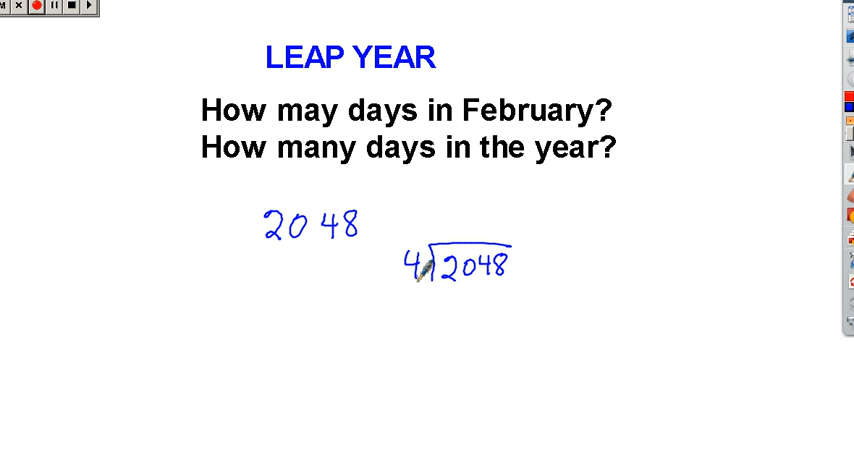 LEAP YEAR
How may days in February?
How many days in the year?
2048
4 2048